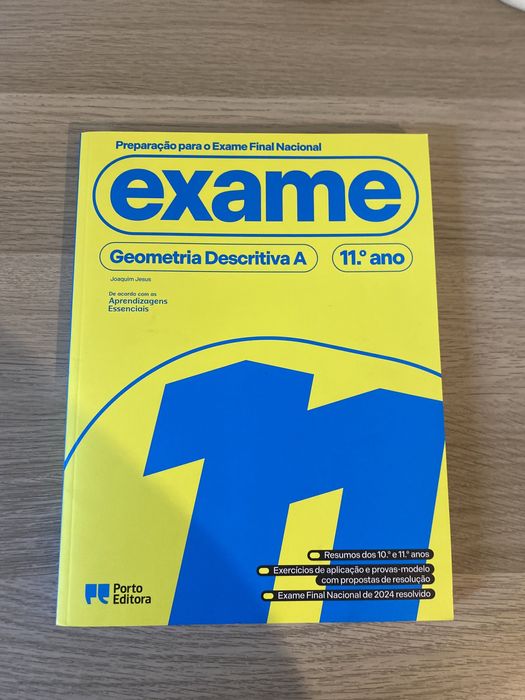 Preparação para o Exame Final Nacional
exame
Geometria Descritiva A
11.º ano
Joaquim Jesus
De acordo com as
Aprendizagens
Essenciais
11
Resumos dos 10.º e 11.º anos
Exercícios de aplicação e provas-modelo
com propostas de resolução
Exame Final Nacional de 2024 resolvido
Porto
Editora